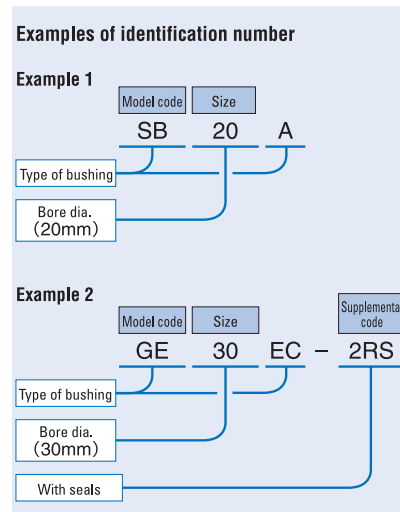 Examples of identification number
Example 1
Model code Size
SB 20 A
Type of bushing
Bore dia.
(20mm)
Example 2
Supplementa
code
Model code Size
GE 30 EC – 2RS
Type of bushing
Bore dia.
(30mm)
With seals